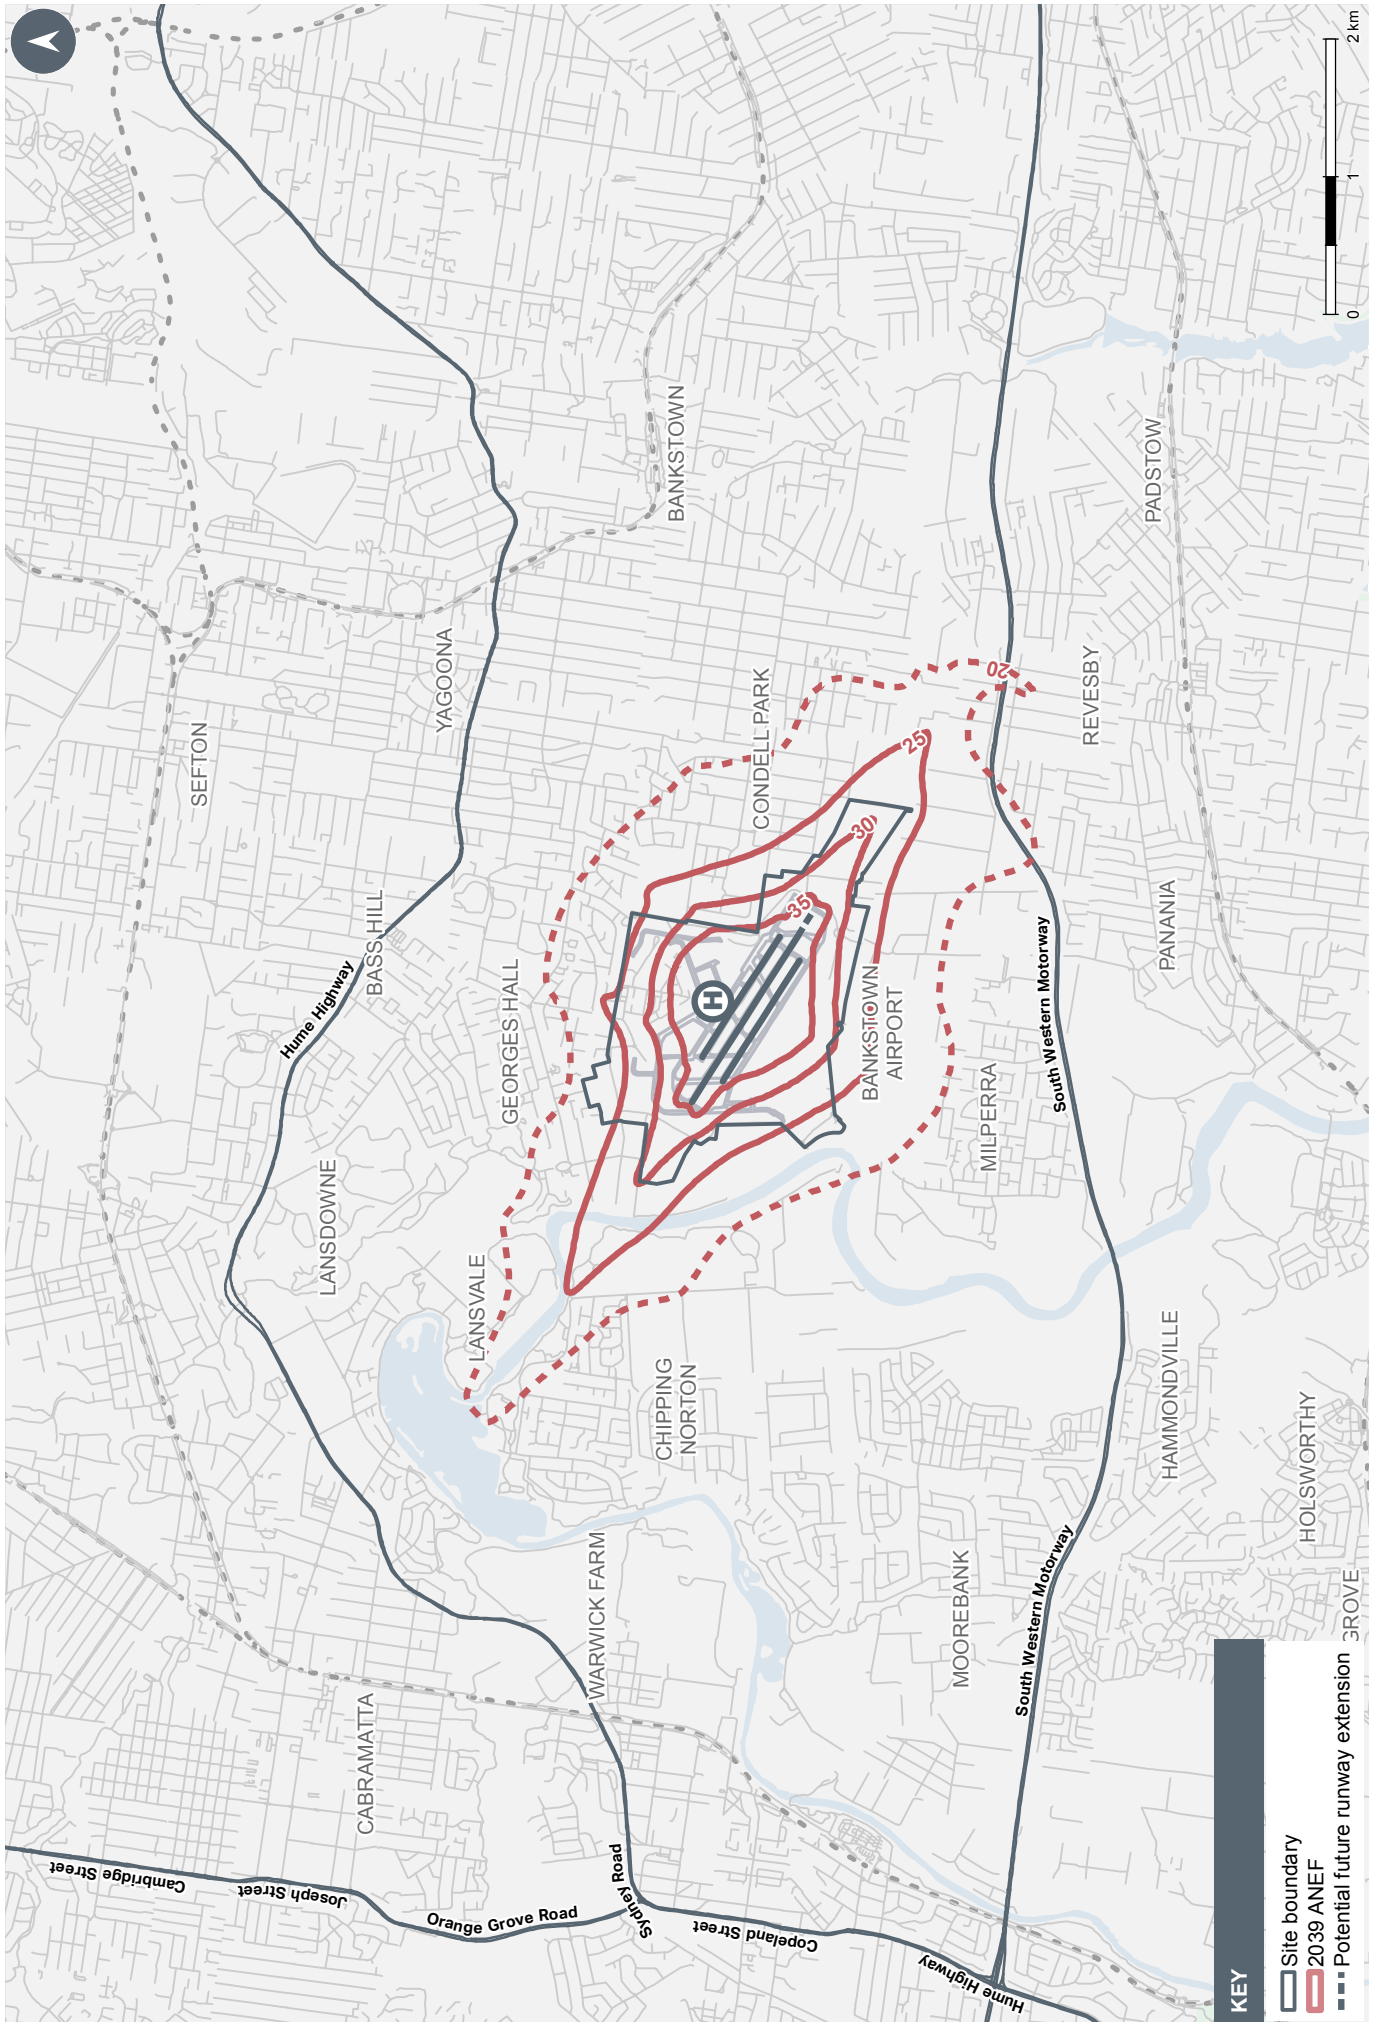 Cambridge Street
Joseph Street
Orange Grove Road
Sydney Road
Copeland Street
Hume Highway
CABRAMATTA
WARWICK FARM
MOOREBANK
South Western Motorway
LANSDOWNE
LANSVALE
CHIPPING
NORTON
HAMMONDVILLE
HOLSWORTHY
GROVE
SEFTON
Hume Highway
BASS HILL
YAGOONA
GEORGES HALL
CONDELL PARK
BANKSTOWN
H
BANKSTOWN
AIRPORT
MILPERRA
South Western Motorway
PANANIA
REVESBY
PADSTOW
35
30
25
20
KEY
Site boundary
2039 ANEF
Potential future runway extension
0
1
2 km